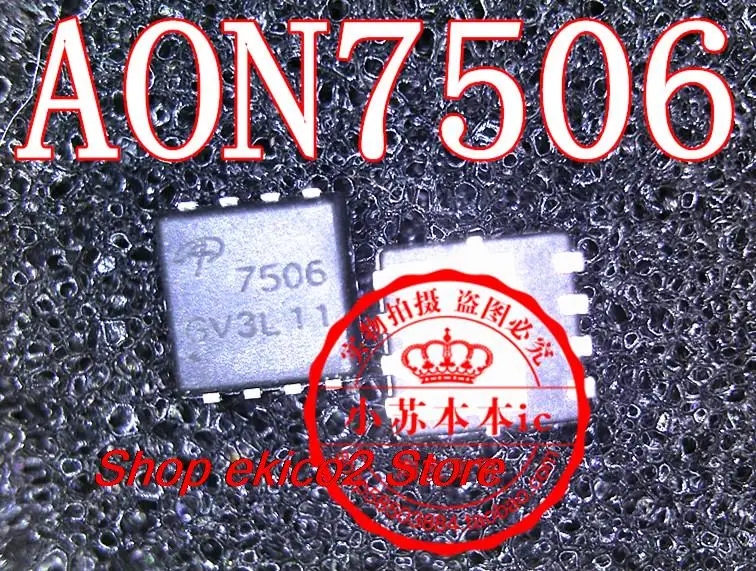 AON7506
7506
V3L11
实物拍摄 盗图必究
小苏本本ic
Shop ekico2 Store